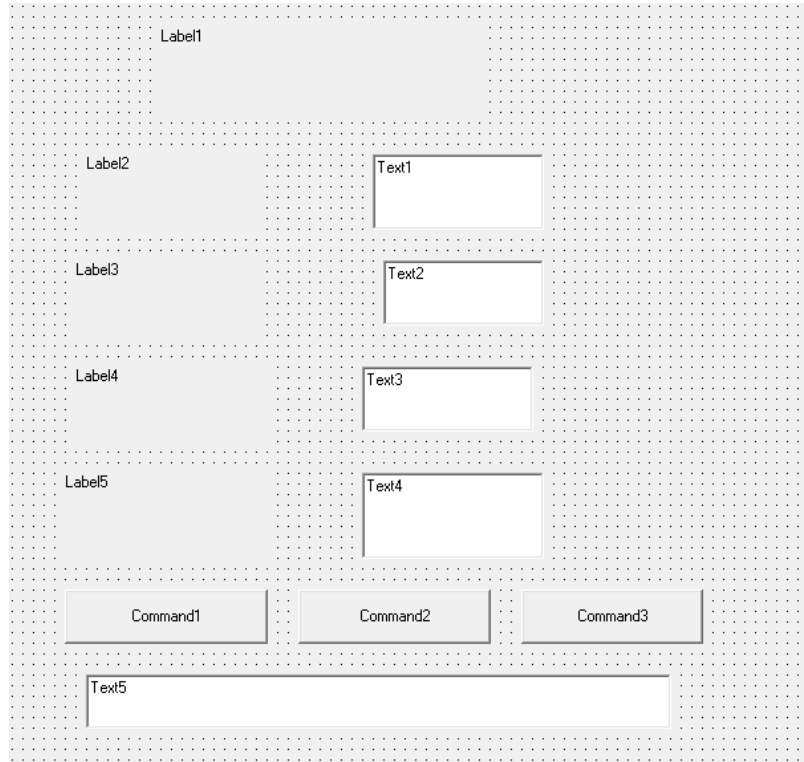 Label1
Label2
Text1
Label3
Text2
Label4
Text3
Label5
Text4
Command1
Command2
Command3
Text5